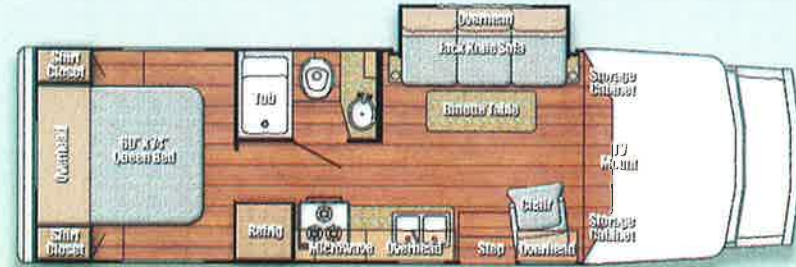 Overhead
Jack Knife Sofa
Shirt
Closet
Storage
Cabinet
Tub
Dinette Table
Overhead
60" x 74"
Queen Bed
TV
Mount
Chair
Shirt
Closet
Refrig
Microwave
Overhead
Step
Overhead
Storage
Cabinet